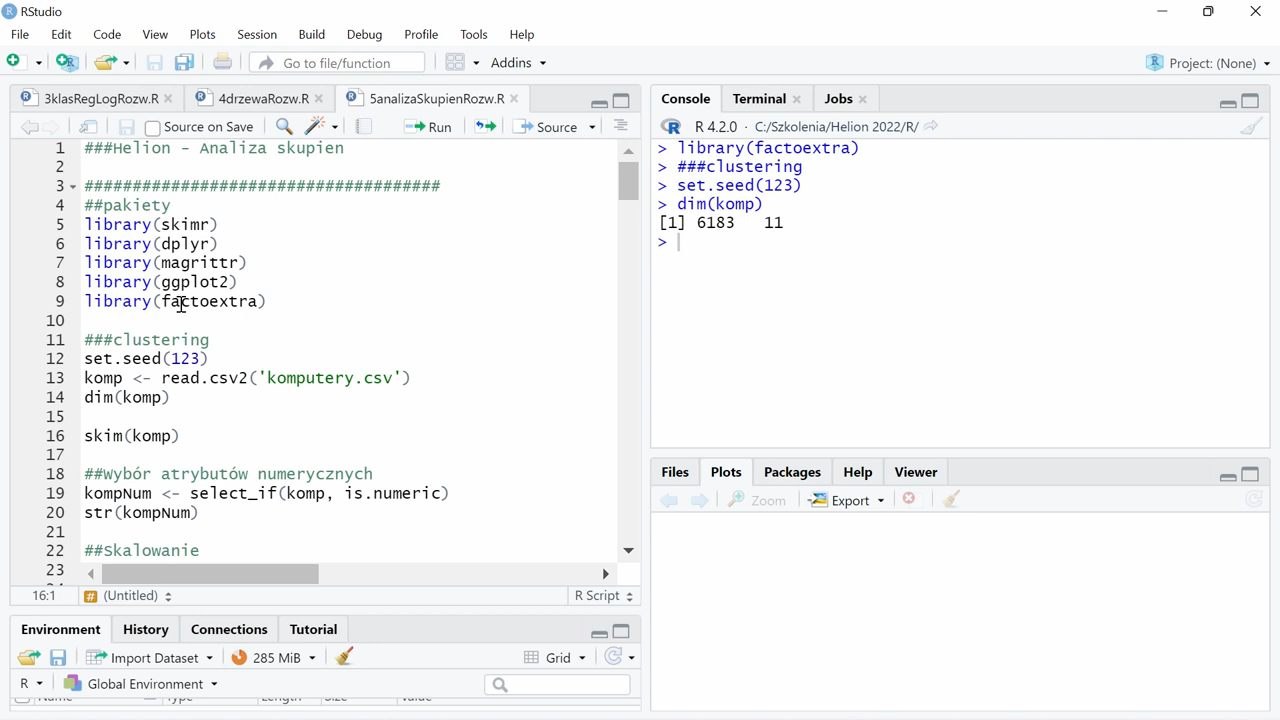 RStudio
File Edit Code View Plots Session Build Debug Profile Tools Help
Go to file/function Addins Project: (None)
3klasRegLogRozw.R 4drzewaRozw.R 5analizaSkupienRozw.R
Source on Save Run Source
1 ###Helion - Analiza skupien
2
3 #####################################
4 ##pakiety
5 library(skimr)
6 library(dplyr)
7 library(magrittr)
8 library(ggplot2)
9 library(factoextra)
10
11 ###clustering
12 set.seed(123)
13 komp <- read.csv2('komputery.csv')
14 dim(komp)
15
16 skim(komp)
17
18 ##Wybór atrybutów numerycznych
19 kompNum <- select_if(komp, is.numeric)
20 str(kompNum)
21
22 ##Skalowanie
23
16:1 (Untitled) R Script
Environment History Connections Tutorial
Import Dataset 285 MiB Grid
R Global Environment
Name Type Length Size Value
Console Terminal Jobs
R 4.2.0 · C:/Szkolenia/Helion 2022/R/
> library(factoextra)
> ###clustering
> set.seed(123)
> dim(komp)
[1] 6183 11
>
Files Plots Packages Help Viewer
Zoom Export